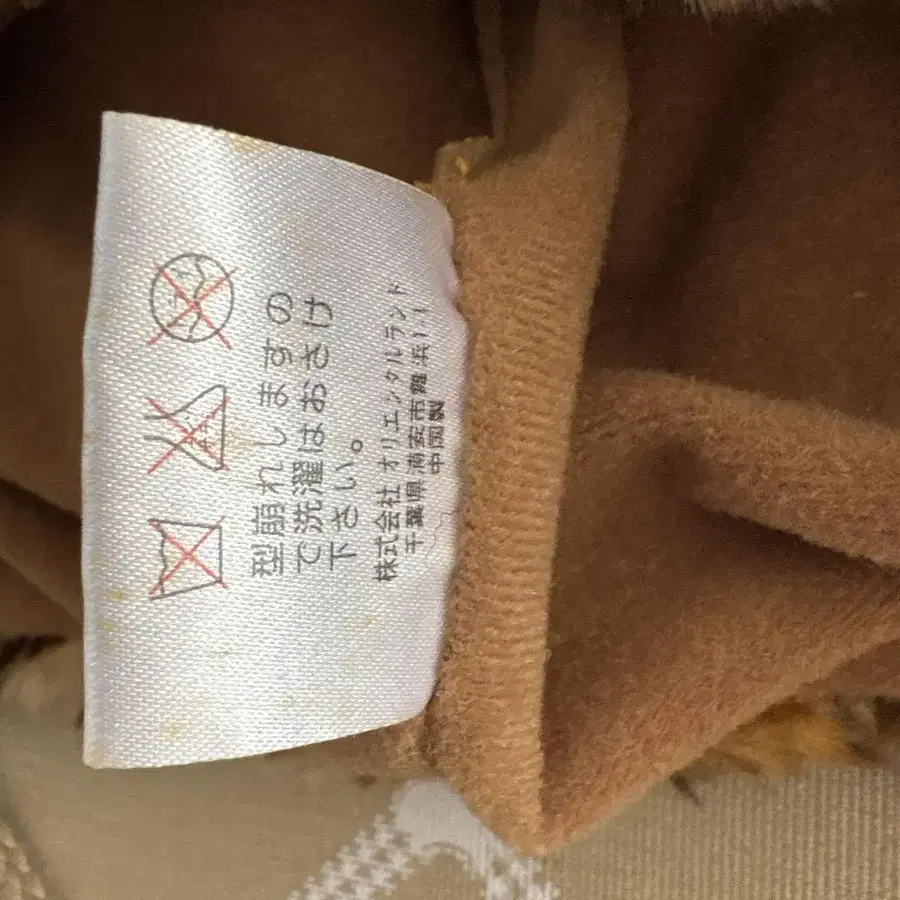 型崩れしますの
で洗濯はおさけ
下さい。
株式会社 オリエンタルランド
千葉県浦安市舞浜1-1
中国製